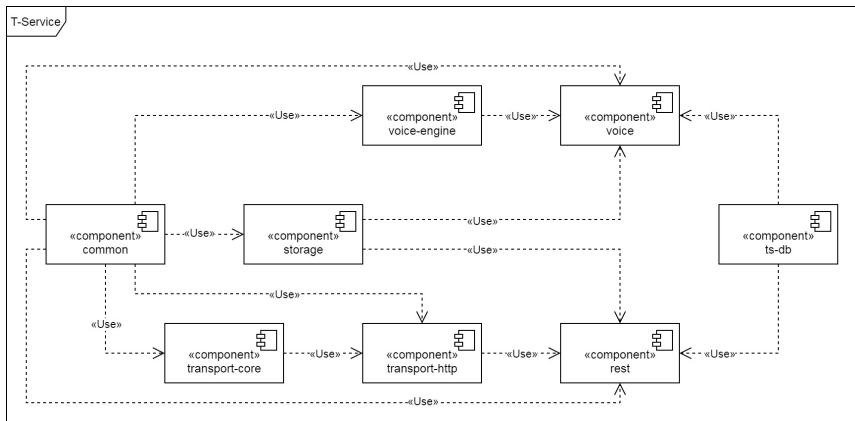 T-Service
«Use»
«Use»
«component»
voice-engine
«Use»
«component»
voice
«Use»
«component»
common
«Use»
«component»
storage
«Use»
«Use»
«component»
ts-db
«Use»
«Use»
«component»
transport-core
«Use»
«component»
transport-http
«Use»
«component»
rest
«Use»
«Use»